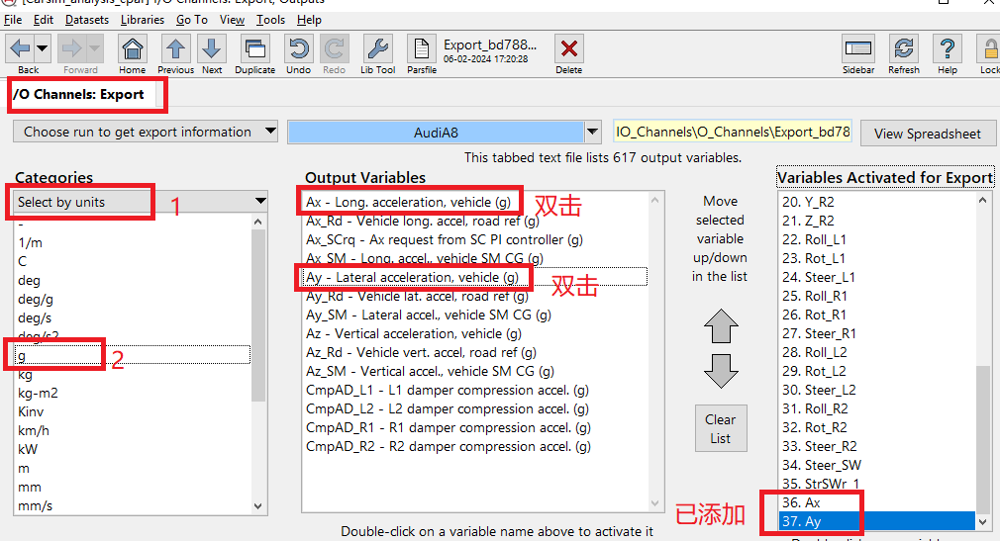 [Carsim_analysis_cpar] I/O Channels: Export; Outputs
File Edit Datasets Libraries Go To View Tools Help
Back Forward Home Previous Next Duplicate Undo Redo Lib Tool Parsfile Export_bd788... 06-02-2024 17:20:28 Delete Sidebar Refresh Help Lock
/O Channels: Export
Choose run to get export information AudiA8 IO_Channels\O_Channels\Export_bd78 View Spreadsheet
This tabbed text file lists 617 output variables.
Categories
Select by units 1
-
1/m
C
deg
deg/g
deg/s
deg/s2
g 2
kg
kg-m2
Kinv
km/h
kW
m
mm
mm/s
Output Variables
Ax - Long. acceleration, vehicle (g) 双击
Ax_Rd - Vehicle long. accel, road ref (g)
Ax_SCrq - Ax request from SC PI controller (g)
Ax_SM - Long. accel., vehicle SM CG (g)
Ay - Lateral acceleration, vehicle (g) 双击
Ay_Rd - Vehicle lat. accel, road ref (g)
Ay_SM - Lateral accel., vehicle SM CG (g)
Az - Vertical acceleration, vehicle (g)
Az_Rd - Vehicle vert. accel, road ref (g)
Az_SM - Vertical accel., vehicle SM CG (g)
CmpAD_L1 - L1 damper compression accel. (g)
CmpAD_L2 - L2 damper compression accel. (g)
CmpAD_R1 - R1 damper compression accel. (g)
CmpAD_R2 - R2 damper compression accel. (g)
Double-click on a variable name above to activate it
Move
selected
variable
up/down
in the list
Clear
List
已添加
Variables Activated for Export
20. Y_R2
21. Z_R2
22. Roll_L1
23. Rot_L1
24. Steer_L1
25. Roll_R1
26. Rot_R1
27. Steer_R1
28. Roll_L2
29. Rot_L2
30. Steer_L2
31. Roll_R2
32. Rot_R2
33. Steer_R2
34. Steer_SW
35. StrSWr_1
36. Ax
37. Ay